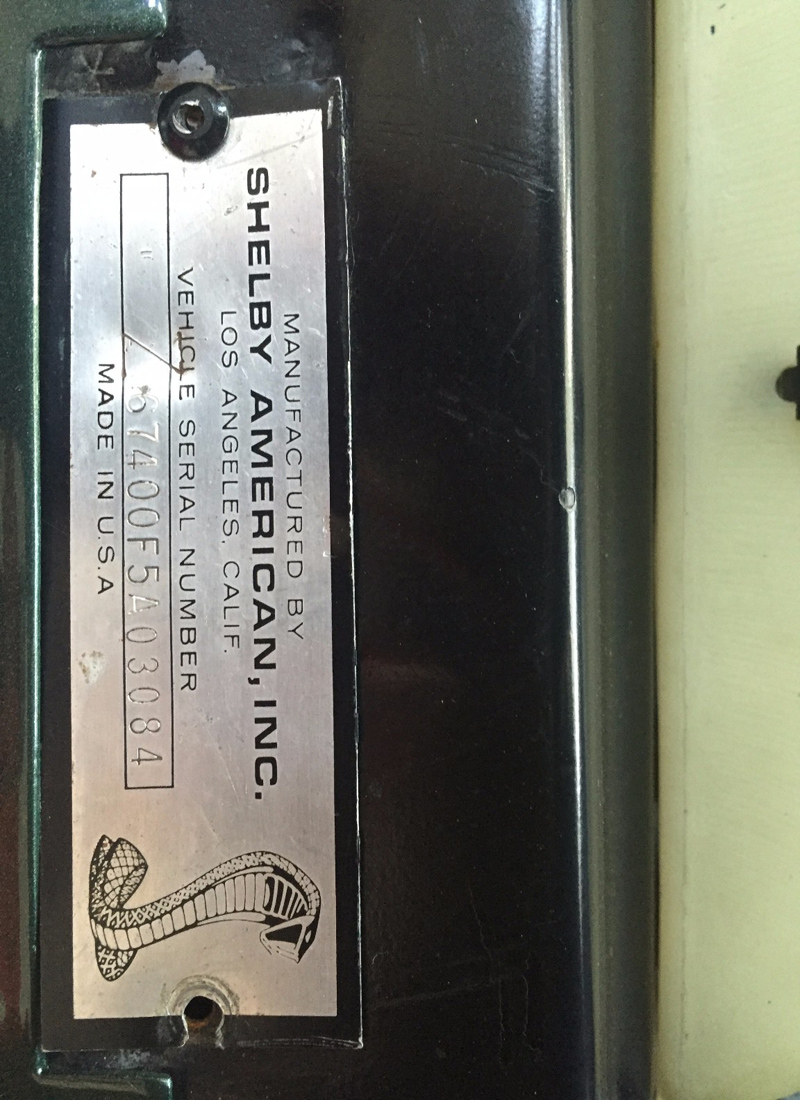 MANUFACTURED BY
SHELBY AMERICAN, INC.
LOS ANGELES, CALIF.
VEHICLE SERIAL NUMBER
67400F5A03084
MADE IN U.S.A